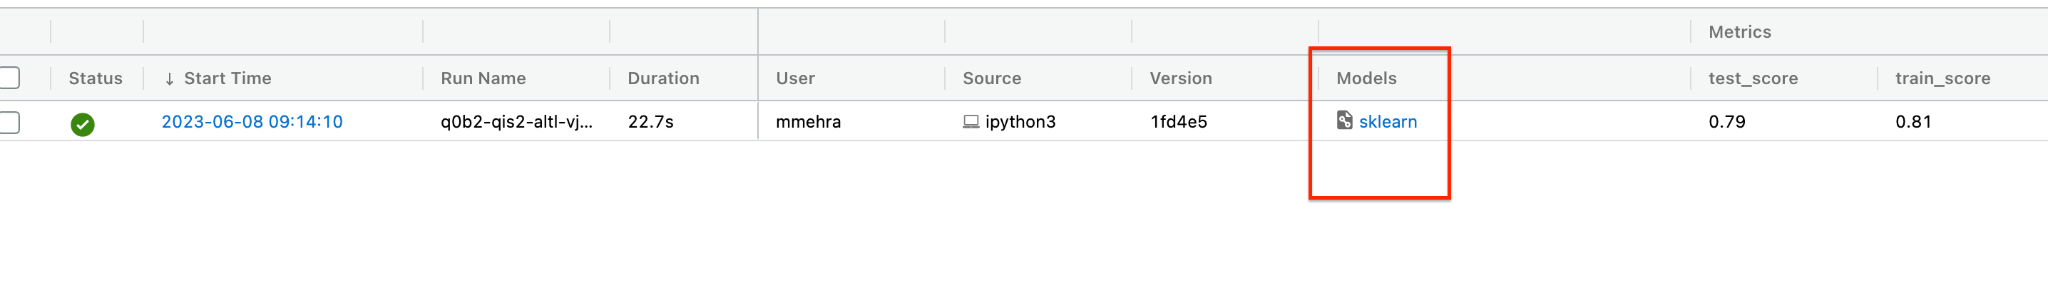 Metrics
Status ↓ Start Time Run Name Duration User Source Version Models test_score train_score
2023-06-08 09:14:10 q0b2-qis2-altl-vj... 22.7s mmehra ipython3 1fd4e5 sklearn 0.79 0.81